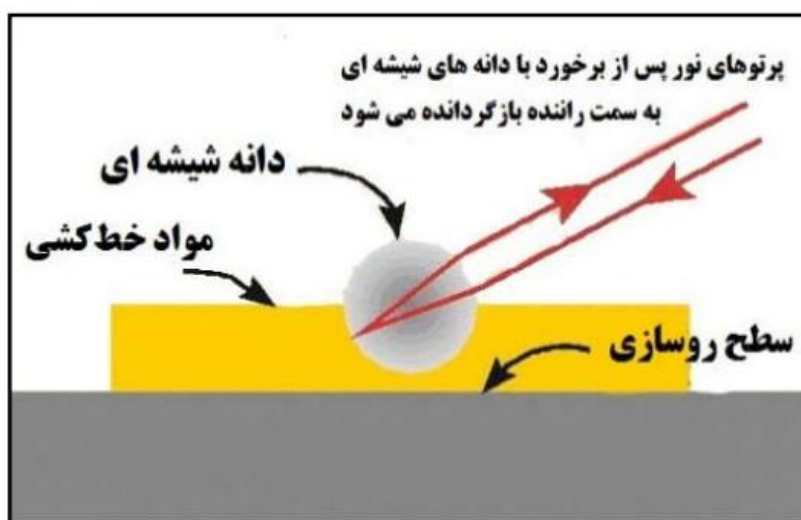 پرتوهای نور پس از برخورد با دانه های شیشه ای
به سمت راننده بازگردانده می شود
دانه شیشه ای
مواد خط‌کشی
سطح روسازی